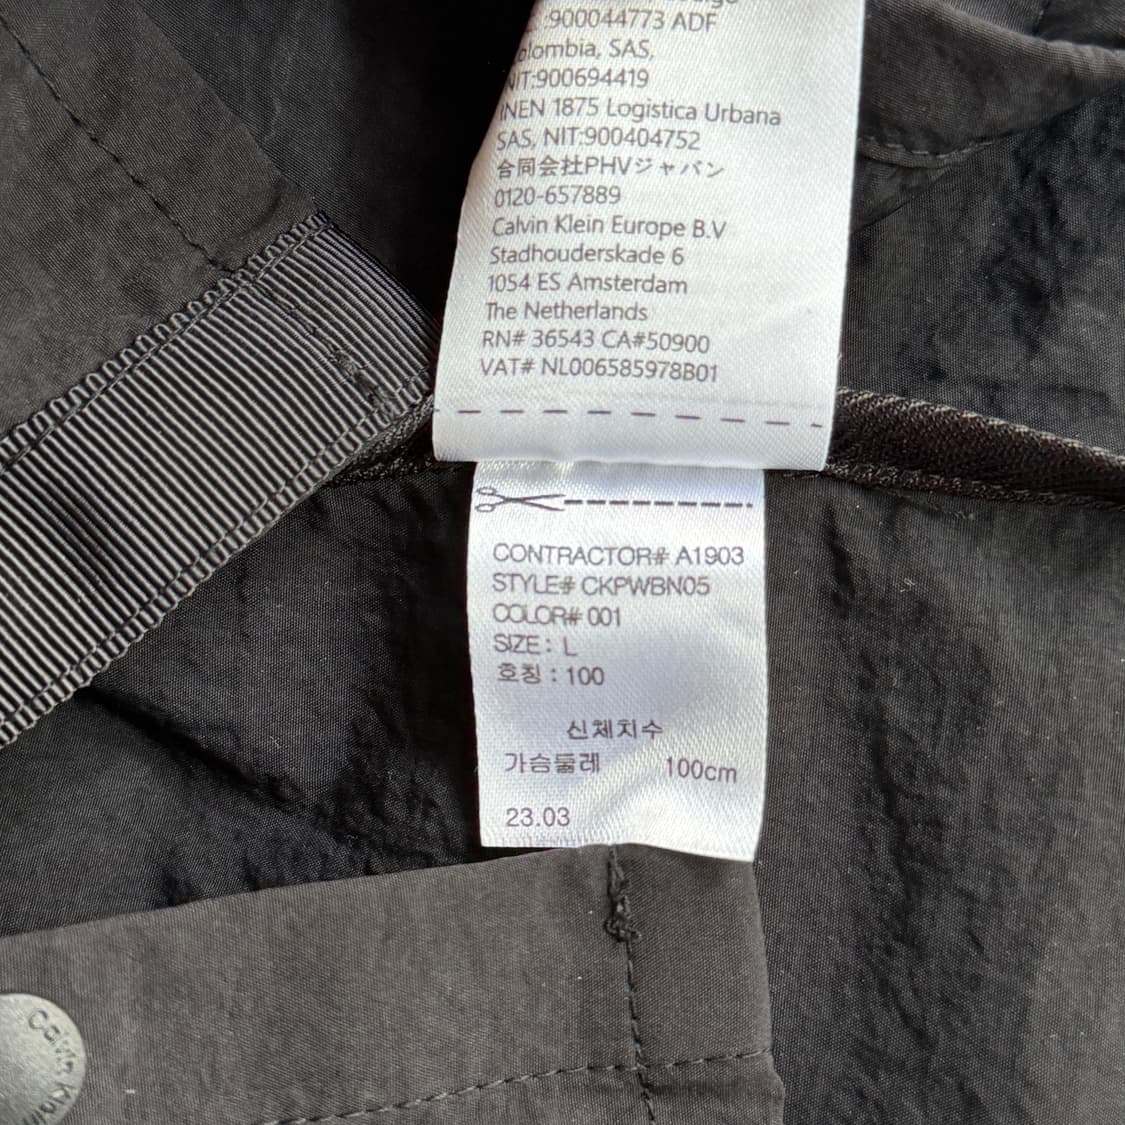 :900044773 ADF
olombia, SAS,
NIT:900694419
INEN 1875 Logistica Urbana
SAS, NIT:900404752
合同会社PHVジャパン
0120-657889
Calvin Klein Europe B.V
Stadhouderskade 6
1054 ES Amsterdam
The Netherlands
RN# 36543 CA#50900
VAT# NL006585978B01
CONTRACTOR# A1903
STYLE# CKPWBN05
COLOR# 001
SIZE : L
호칭 : 100
신체치수
가슴둘레 100cm
23.03
Calvin Klein